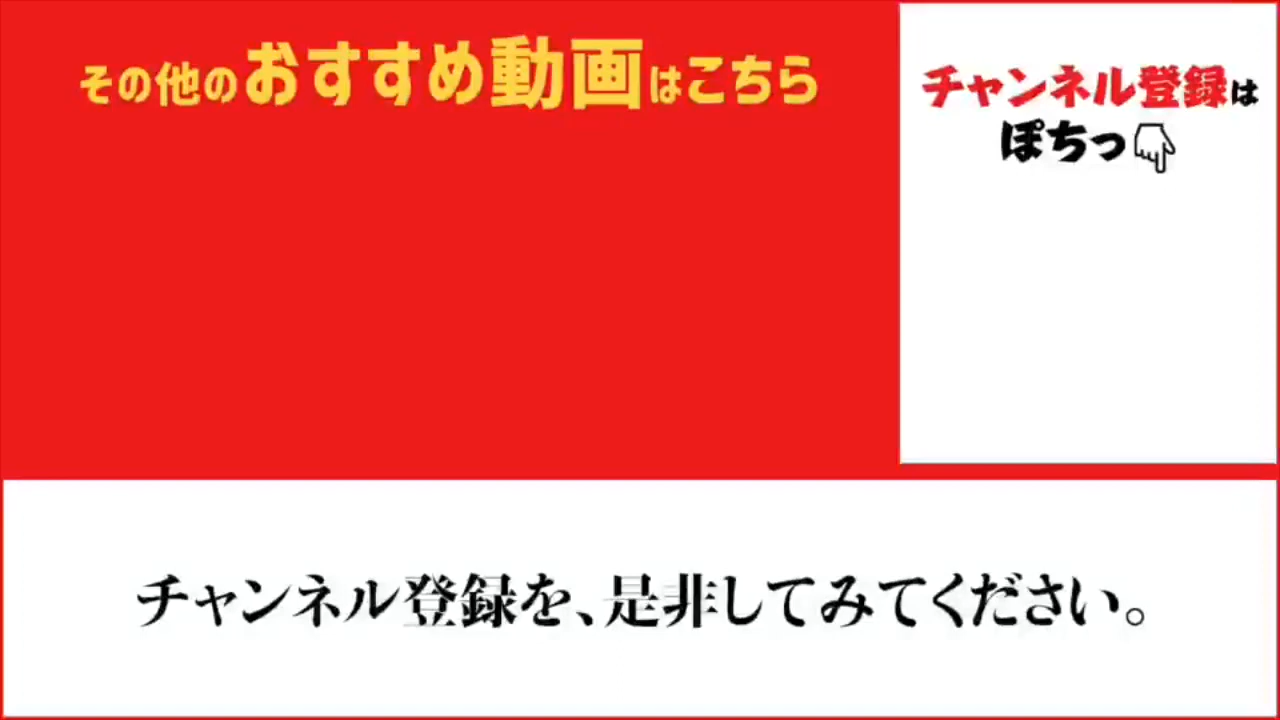 その他のおすすめ動画はこちら
チャンネル登録は
ぽちっ👇
チャンネル登録を、是非してみてください。